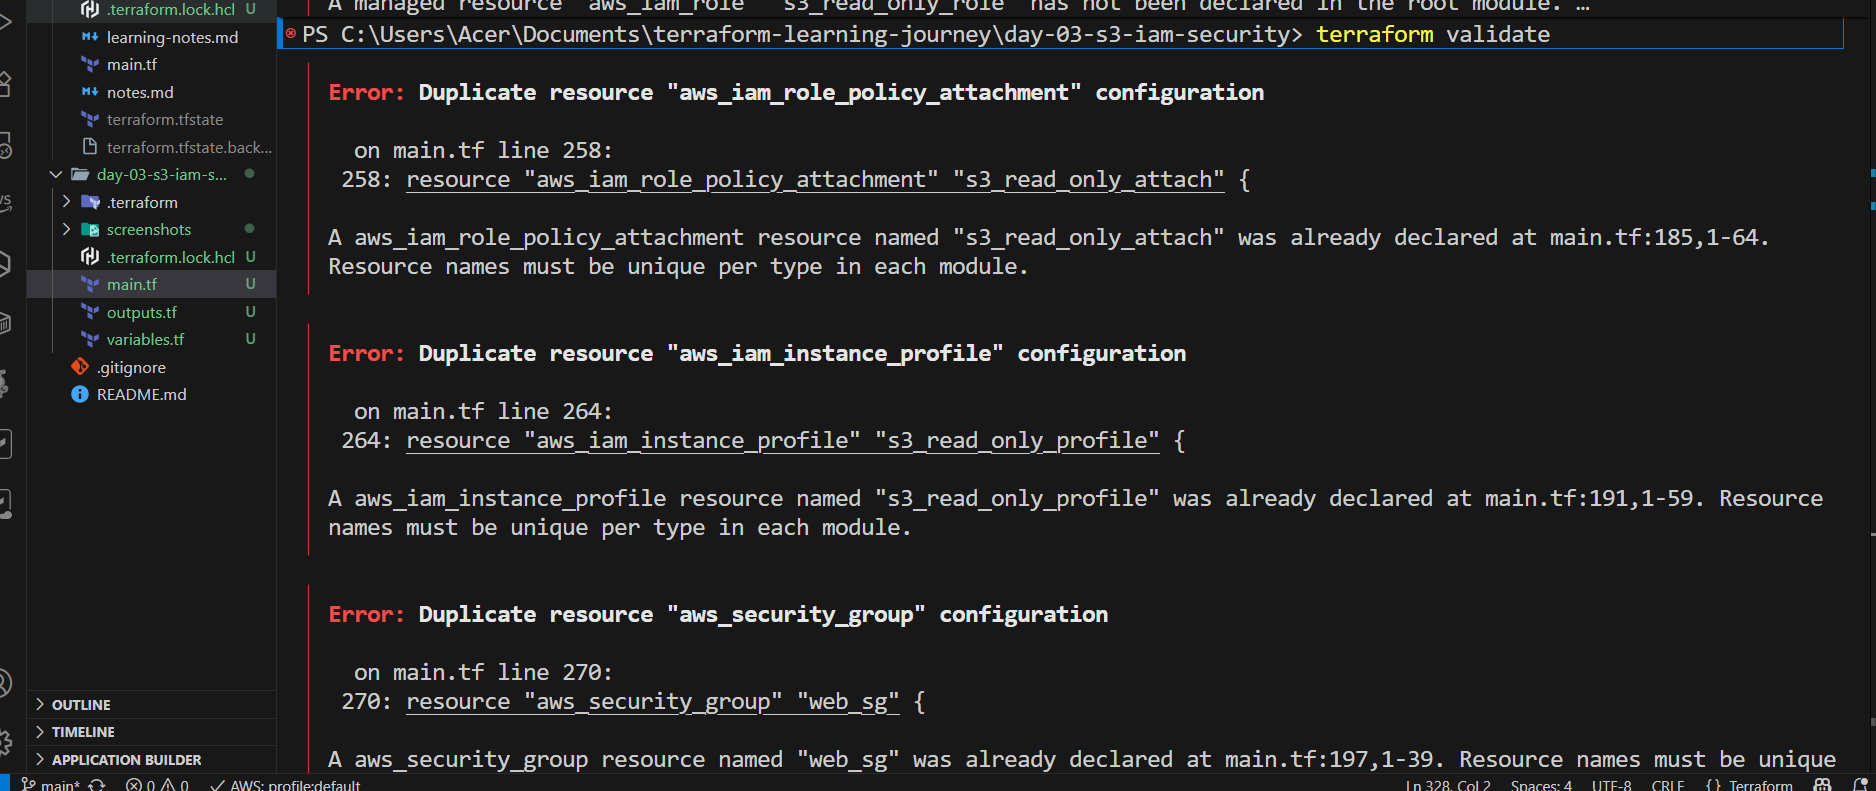 .terraform.lock.hcl U
learning-notes.md
main.tf
notes.md
terraform.tfstate
terraform.tfstate.back...
day-03-s3-iam-s...
.terraform
screenshots
.terraform.lock.hcl U
main.tf U
outputs.tf U
variables.tf U
.gitignore
README.md
OUTLINE
TIMELINE
APPLICATION BUILDER
A managed resource "aws_iam_role" "s3_read_only_role" has not been declared in the root module. …
PS C:\Users\Acer\Documents\terraform-learning-journey\day-03-s3-iam-security> terraform validate
Error: Duplicate resource "aws_iam_role_policy_attachment" configuration
on main.tf line 258:
258: resource "aws_iam_role_policy_attachment" "s3_read_only_attach" {
A aws_iam_role_policy_attachment resource named "s3_read_only_attach" was already declared at main.tf:185,1-64.
Resource names must be unique per type in each module.
Error: Duplicate resource "aws_iam_instance_profile" configuration
on main.tf line 264:
264: resource "aws_iam_instance_profile" "s3_read_only_profile" {
A aws_iam_instance_profile resource named "s3_read_only_profile" was already declared at main.tf:191,1-59. Resource
names must be unique per type in each module.
Error: Duplicate resource "aws_security_group" configuration
on main.tf line 270:
270: resource "aws_security_group" "web_sg" {
A aws_security_group resource named "web_sg" was already declared at main.tf:197,1-39. Resource names must be unique
main* 0 0 AWS: profile:default Ln 328, Col 2 Spaces: 4 UTF-8 CRLF {} Terraform